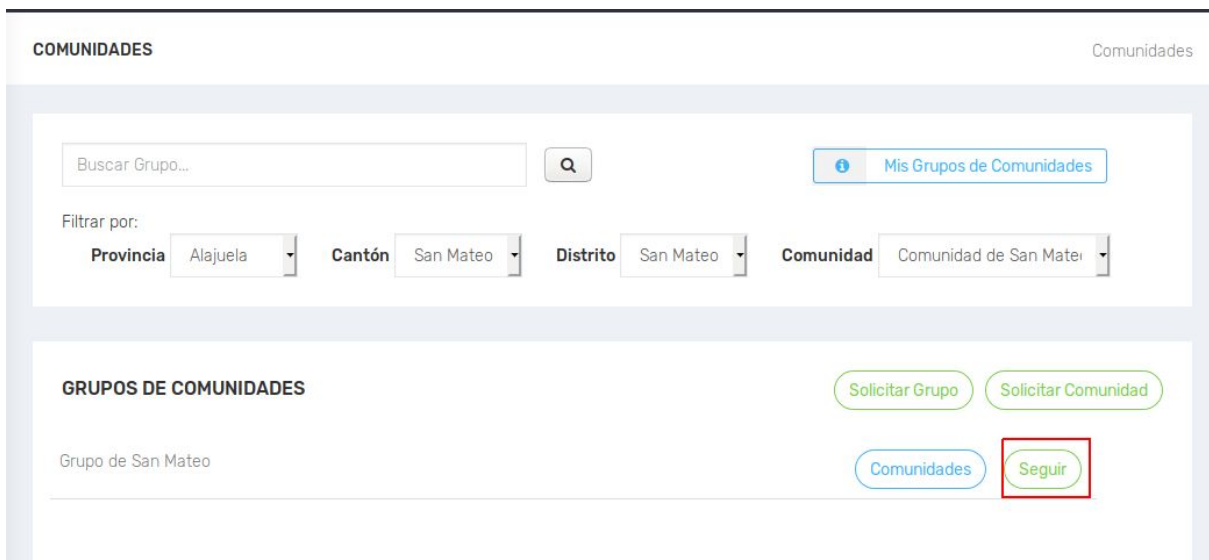 COMUNIDADES Comunidades
Buscar Grupo... Mis Grupos de Comunidades
Filtrar por:
Provincia Alajuela Cantón San Mateo Distrito San Mateo Comunidad Comunidad de San Mate
GRUPOS DE COMUNIDADES Solicitar Grupo Solicitar Comunidad
Grupo de San Mateo Comunidades Seguir